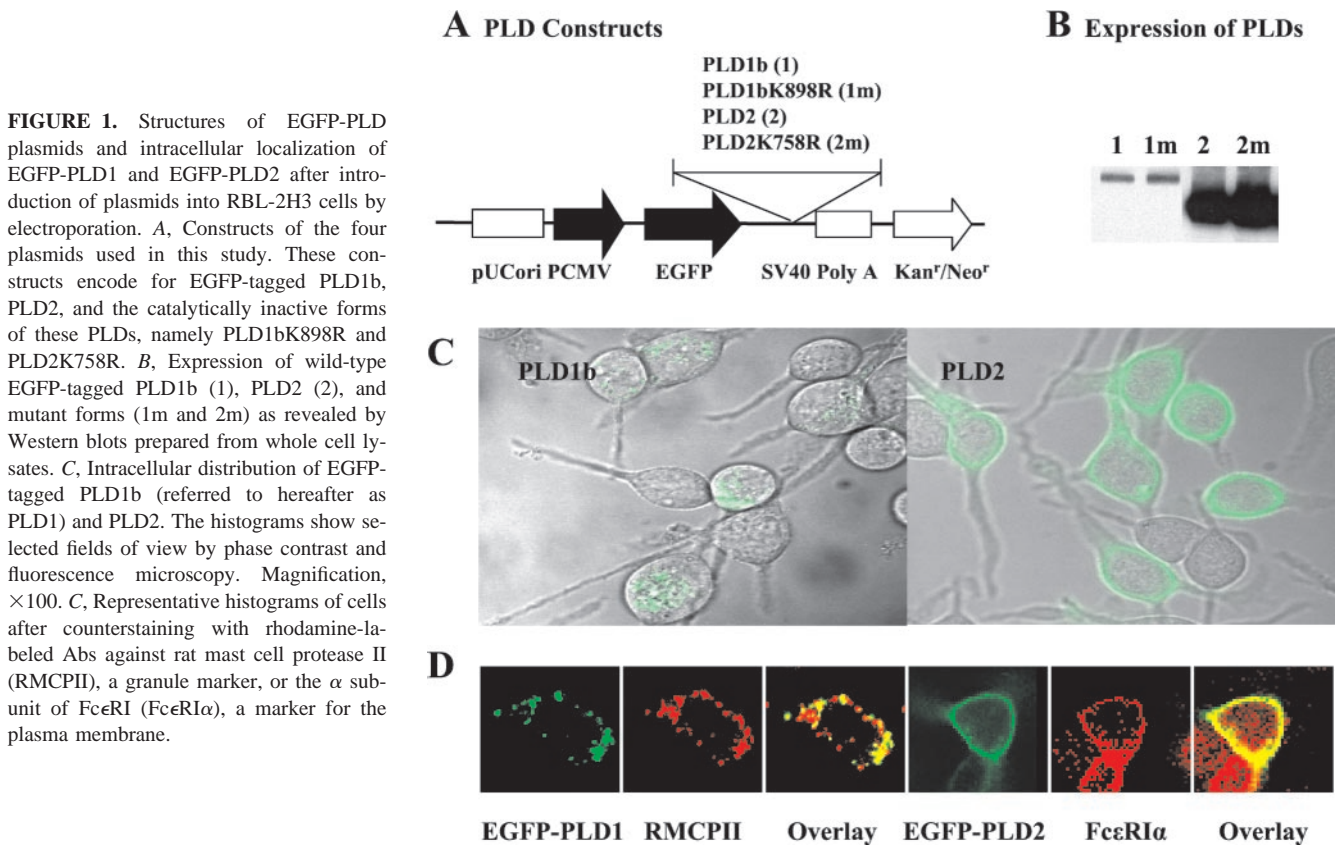 FIGURE 1. Structures of EGFP-PLD
plasmids and intracellular localization of
EGFP-PLD1 and EGFP-PLD2 after intro-
duction of plasmids into RBL-2H3 cells by
electroporation. A, Constructs of the four
plasmids used in this study. These con-
structs encode for EGFP-tagged PLD1b,
PLD2, and the catalytically inactive forms
of these PLDs, namely PLD1bK898R and
PLD2K758R. B, Expression of wild-type
EGFP-tagged PLD1b (1), PLD2 (2), and
mutant forms (1m and 2m) as revealed by
Western blots prepared from whole cell ly-
sates. C, Intracellular distribution of EGFP-
tagged PLD1b (referred to hereafter as
PLD1) and PLD2. The histograms show se-
lected fields of view by phase contrast and
fluorescence microscopy. Magnification,
×100. C, Representative histograms of cells
after counterstaining with rhodamine-la-
beled Abs against rat mast cell protease II
(RMCPII), a granule marker, or the α sub-
unit of FcϵRI (FcϵRIα), a marker for the
plasma membrane.
A PLD Constructs
PLD1b (1)
PLD1bK898R (1m)
PLD2 (2)
PLD2K758R (2m)
pUCori PCMV EGFP SV40 Poly A Kanʳ/Neoʳ
B Expression of PLDs
1 1m 2 2m
C
PLD1b PLD2
D
EGFP-PLD1 RMCPII Overlay EGFP-PLD2 FcεRIα Overlay